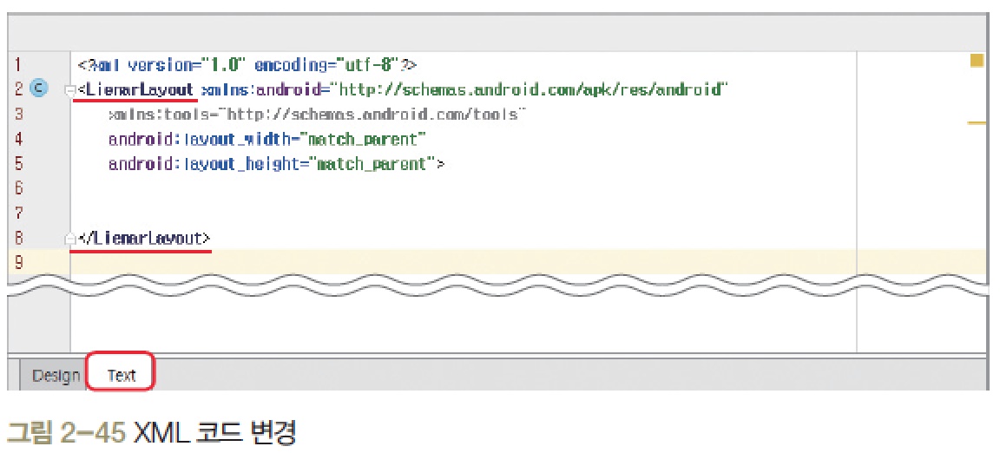 1 <?xml version="1.0" encoding="utf-8"?>
2 C <LienarLayout xmlns:android="http://schemas.android.com/apk/res/android"
3 xmlns:tools="http://schemas.android.com/tools"
4 android:layout_width="match_parent"
5 android:layout_height="match_parent">
6
7
8 </LienarLayout>
9
Design Text
그림 2-45 XML 코드 변경